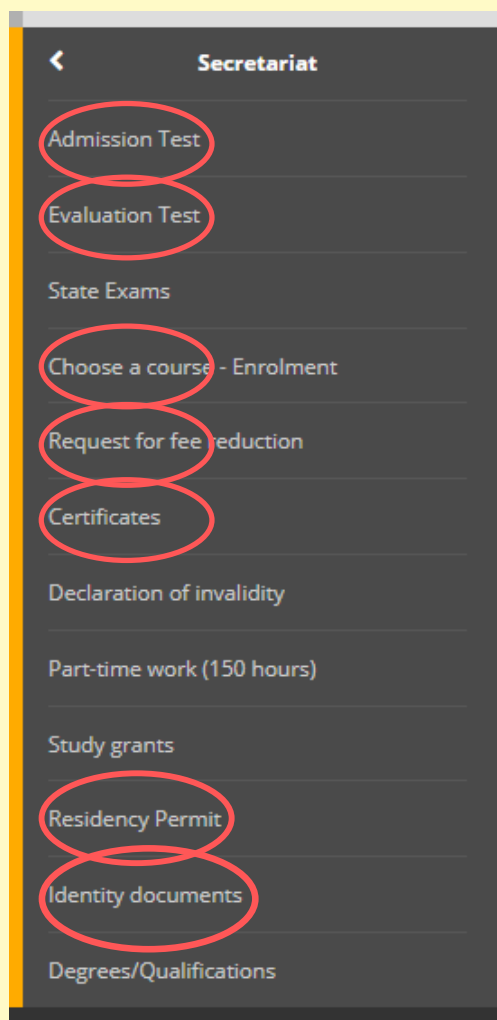 Secretariat
Admission Test
Evaluation Test
State Exams
Choose a course - Enrolment
Request for fee reduction
Certificates
Declaration of invalidity
Part-time work (150 hours)
Study grants
Residency Permit
Identity documents
Degrees/Qualifications